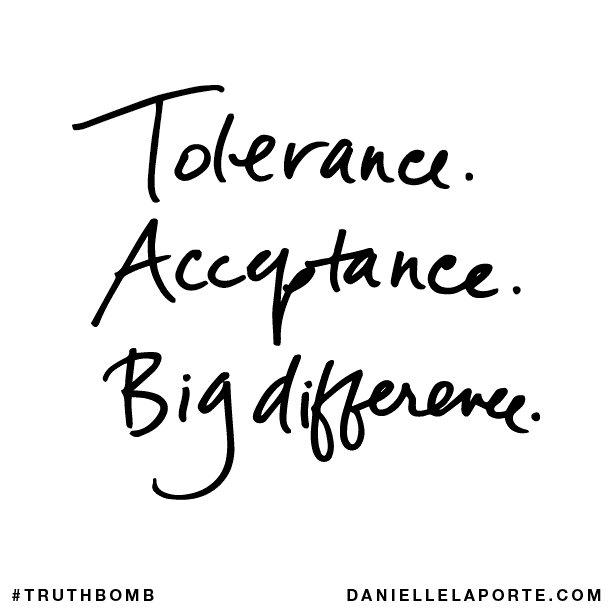 Tolerance.
Acceptance.
Big difference.
#TRUTHBOMB
DANIELLELAPORTE.COM